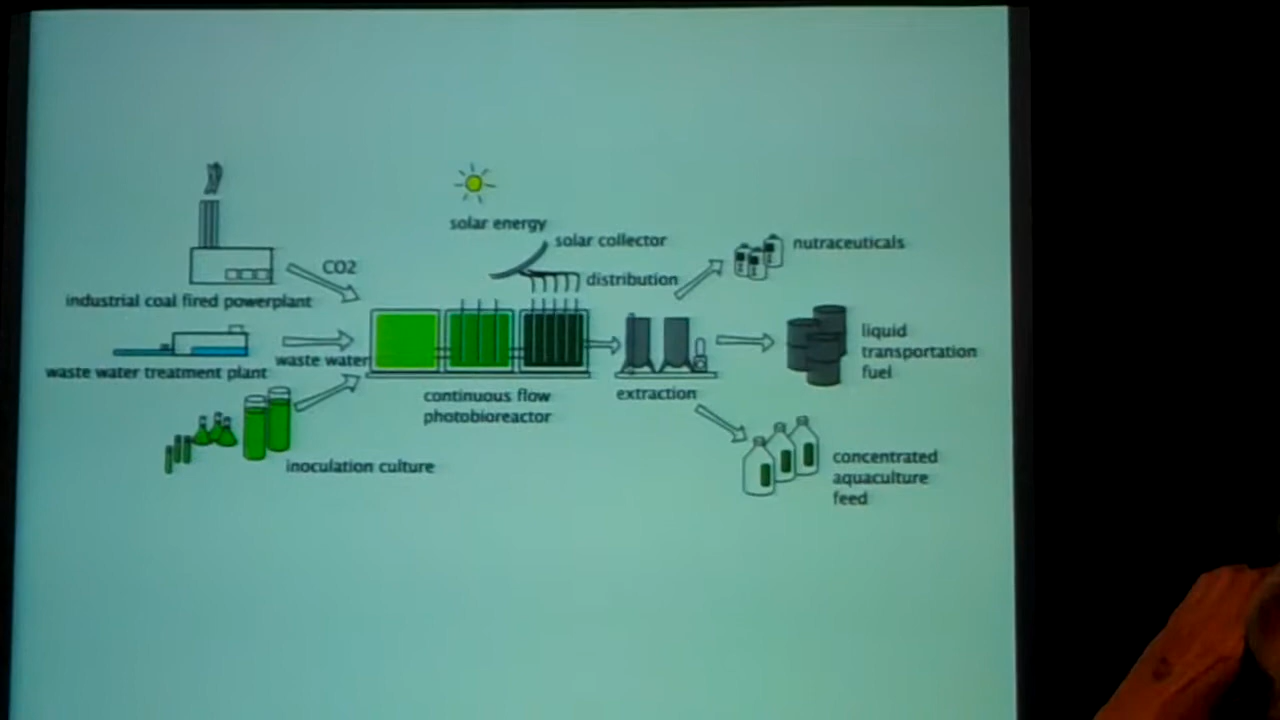 solar energy
solar collector
nutraceuticals
CO2
distribution
industrial coal fired powerplant
liquid
transportation
fuel
waste water
waste water treatment plant
continuous flow
photobioreactor
extraction
inoculation culture
concentrated
aquaculture
feed